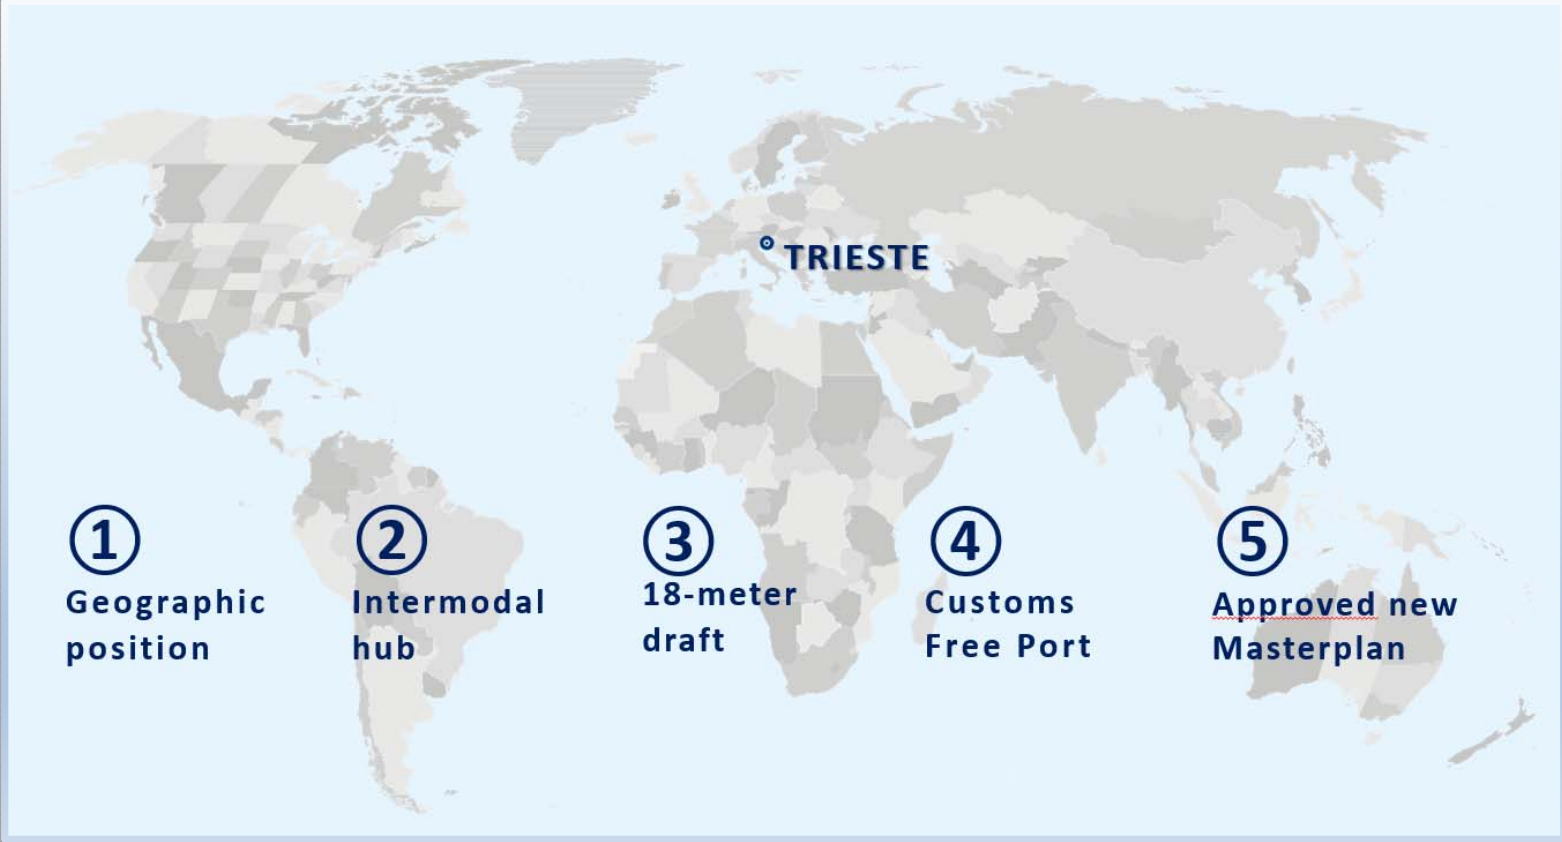 TRIESTE
1
Geographic
position
2
Intermodal
hub
3
18-meter
draft
4
Customs
Free Port
5
Approved new
Masterplan